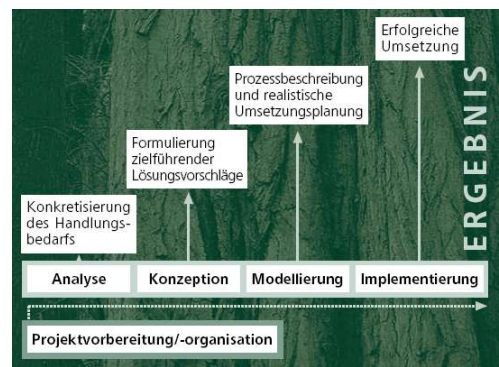 Erfolgreiche
Umsetzung
Prozessbeschreibung
und realistische
Umsetzungsplanung
Formulierung
zielführender
Lösungsvorschläge
Konkretisierung
des Handlungs-
bedarfs
ERGEBNIS
Analyse
Konzeption
Modellierung
Implementierung
Projektvorbereitung/-organisation